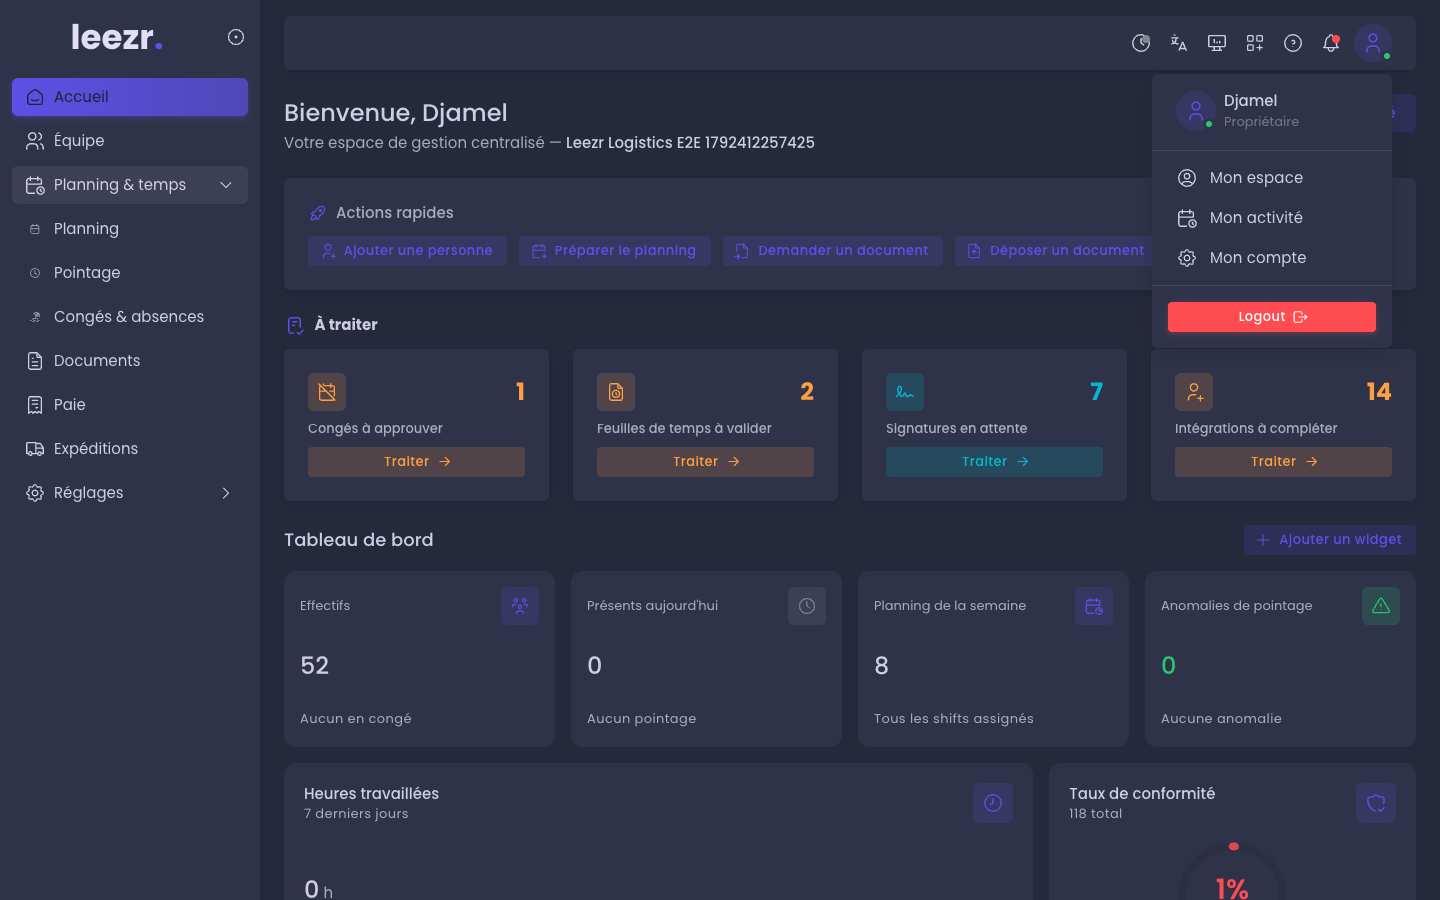 leezr.
Accueil
Équipe
Planning & temps
Planning
Pointage
Congés & absences
Documents
Paie
Expéditions
Réglages
Djamel
Propriétaire
Mon espace
Mon activité
Mon compte
Logout
Bienvenue, Djamel
Votre espace de gestion centralisé — Leezr Logistics E2E 1792412257425
Actions rapides
Ajouter une personne
Préparer le planning
Demander un document
Déposer un document
À traiter
1
Congés à approuver
Traiter
2
Feuilles de temps à valider
Traiter
7
Signatures en attente
Traiter
14
Intégrations à compléter
Traiter
Tableau de bord
Ajouter un widget
Effectifs
52
Aucun en congé
Présents aujourd'hui
0
Aucun pointage
Planning de la semaine
8
Tous les shifts assignés
Anomalies de pointage
0
Aucune anomalie
Heures travaillées
7 derniers jours
0 h
Taux de conformité
118 total
1%